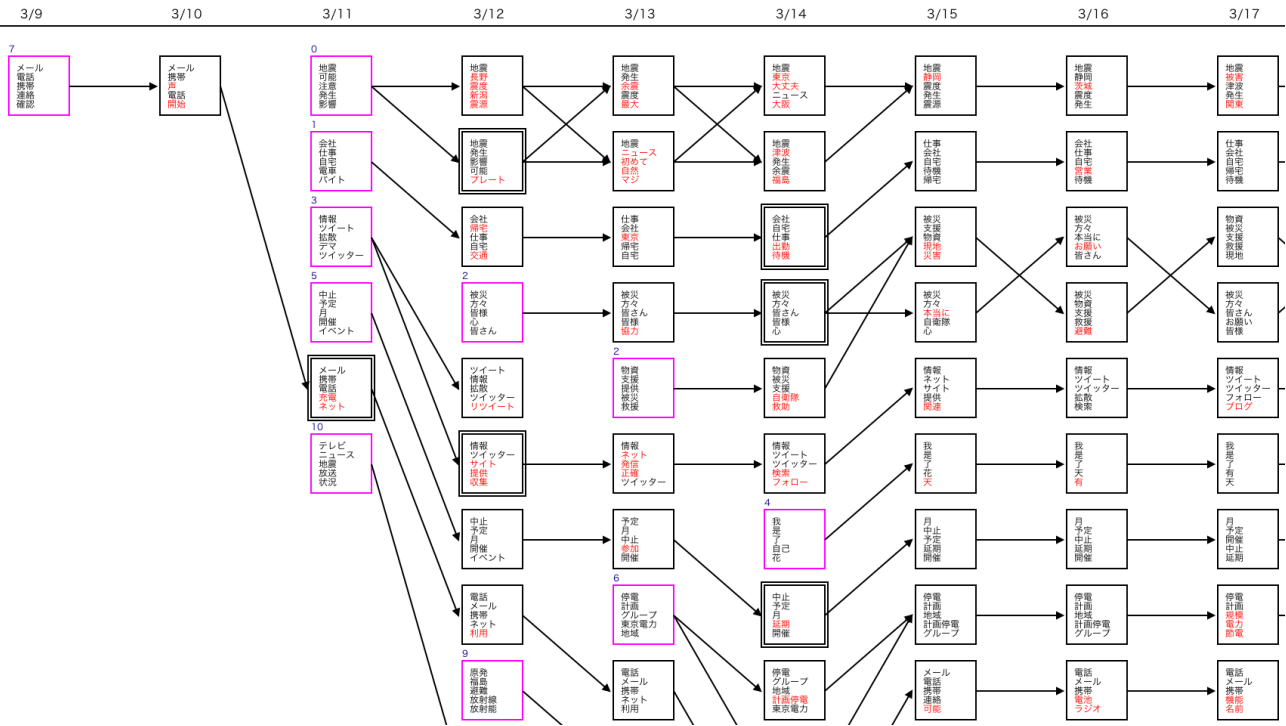 3/9
3/10
3/11
3/12
3/13
3/14
3/15
3/16
3/17
7
メール
電話
携帯
連絡
確認
メール
携帯
声
電話
開始
0
地震
可能
注意
発生
影響
地震
長野
震度
新潟
震源
地震
発生
余震
震度
最大
地震
東京
大丈夫
ニュース
大阪
地震
静岡
震度
発生
震源
地震
静岡
茨城
震度
発生
地震
被害
津波
発生
関東
1
会社
仕事
自宅
電車
バイト
地震
発生
影響
可能
プレート
地震
ニュース
初めて
自然
マジ
地震
津波
発生
余震
福島
仕事
会社
自宅
待機
帰宅
会社
仕事
自宅
営業
待機
仕事
会社
自宅
帰宅
待機
3
情報
ツイート
拡散
デマ
ツイッター
会社
帰宅
仕事
自宅
交通
仕事
会社
東京
帰宅
自宅
会社
自宅
仕事
出勤
待機
被災
支援
物資
現地
災害
被災
方々
本当に
お願い
皆さん
物資
被災
支援
救援
現地
5
中止
予定
月
開催
イベント
2
被災
方々
皆様
心
皆さん
被災
方々
皆さん
皆様
協力
被災
方々
皆さん
皆様
心
被災
方々
本当に
自衛隊
心
被災
物資
支援
救援
避難
被災
方々
皆さん
お願い
皆様
メール
携帯
電話
充電
ネット
ツイート
情報
拡散
ツイッター
リツイート
2
物資
支援
提供
被災
救援
物資
被災
支援
自衛隊
救助
情報
ネット
サイト
提供
関連
情報
ツイート
ツイッター
拡散
検索
情報
ツイート
ツイッター
フォロー
ブログ
10
テレビ
ニュース
地震
放送
状況
情報
ツイッター
サイト
提供
収集
情報
ネット
発信
正確
ツイッター
情報
ツイート
ツイッター
検索
フォロー
我
是
了
花
天
我
是
了
天
有
我
是
了
有
天
中止
予定
月
開催
イベント
予定
月
中止
参加
開催
4
我
是
了
自己
花
月
中止
予定
延期
開催
月
予定
中止
延期
開催
月
予定
開催
中止
延期
電話
メール
携帯
ネット
利用
6
停電
計画
グループ
東京電力
地域
中止
予定
月
延期
開催
停電
計画
地域
計画停電
グループ
停電
計画
地域
計画停電
グループ
停電
計画
規模
電力
節電
9
原発
福島
避難
放射線
放射能
電話
メール
携帯
ネット
利用
停電
グループ
地域
計画停電
東京電力
メール
電話
携帯
連絡
可能
電話
メール
携帯
電池
ラジオ
電話
メール
携帯
機能
名前